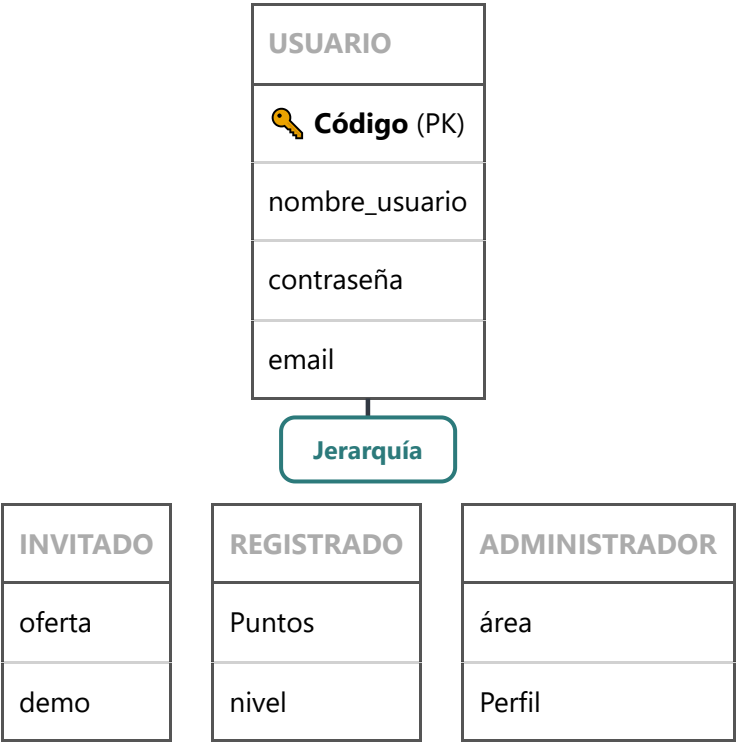 USUARIO
Código (PK)
nombre_usuario
contraseña
email
Jerarquía
INVITADO
oferta
demo
REGISTRADO
Puntos
nivel
ADMINISTRADOR
área
Perfil